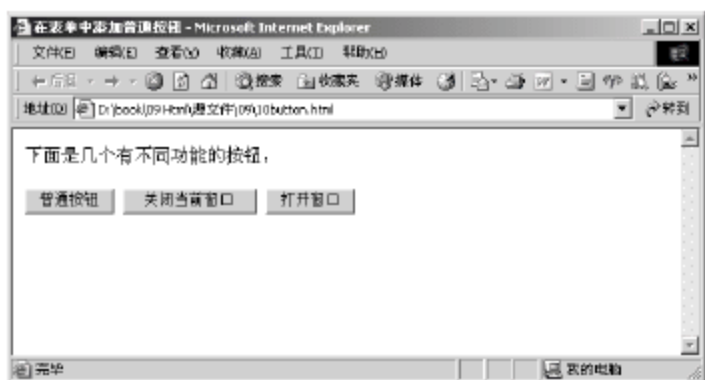 在表单中添加普通按钮 - Microsoft Internet Explorer
文件(E) 编辑(E) 查看(V) 收藏(A) 工具(T) 帮助(H)
后退 搜索 收藏夹 媒体
地址(D) D:\book\09Html\源文件\09\10button.html 转到
下面是几个有不同功能的按钮：
普通按钮 关闭当前窗口 打开窗口
完毕 我的电脑